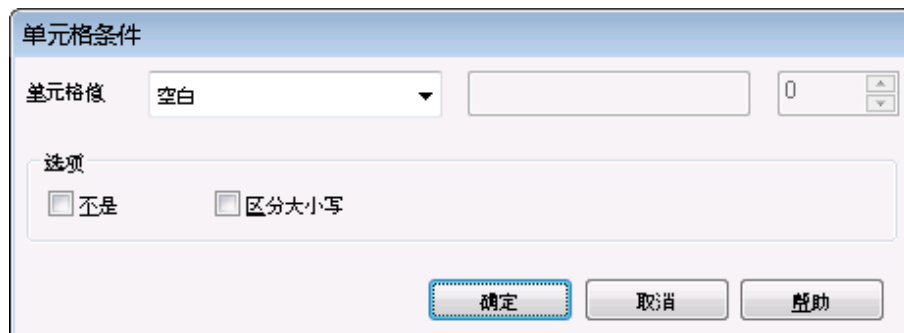 单元格条件
单元格值 空白 0
选项
不是 区分大小写
确定 取消 帮助